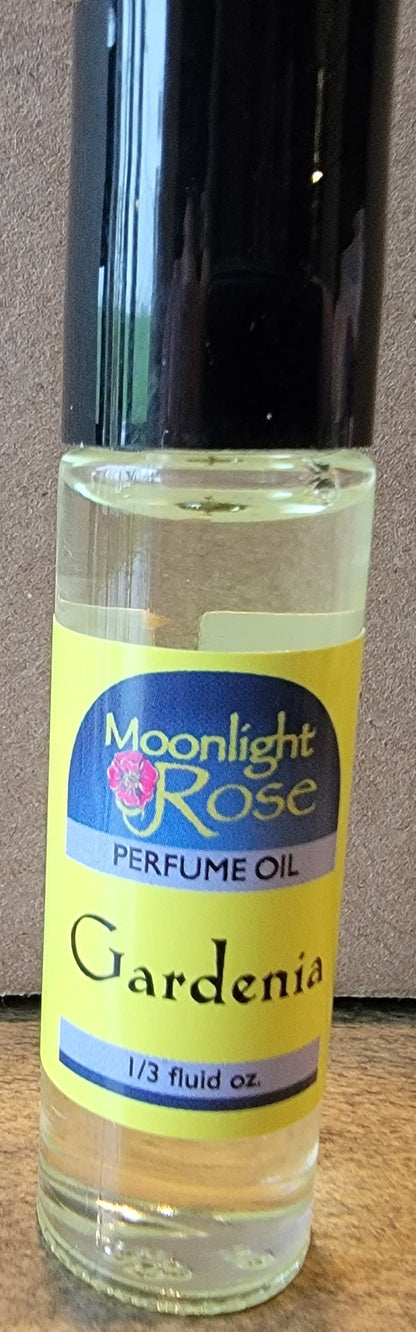 Moonlight
Rose
PERFUME OIL
Gardenia
1/3 fluid oz.